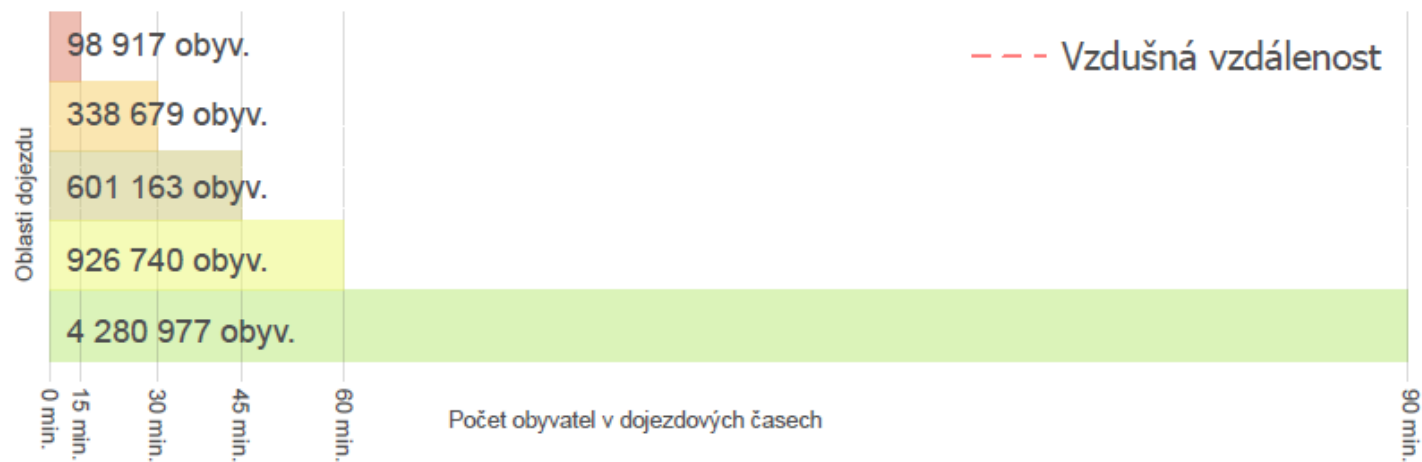 98 917 obyv.
Vzdušná vzdálenost
338 679 obyv.
601 163 obyv.
926 740 obyv.
4 280 977 obyv.
Oblasti dojezdu
0 min.
15 min.
30 min.
45 min.
60 min.
90 min.
Počet obyvatel v dojezdových časech